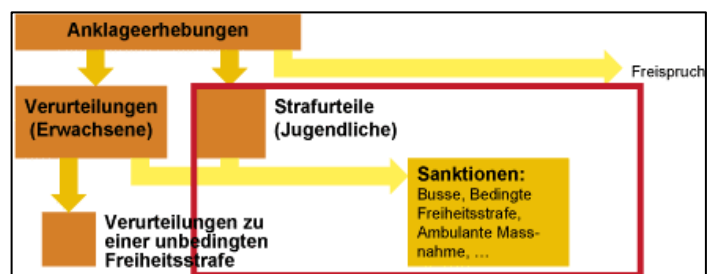 Anklageerhebungen
Freispruch
Verurteilungen
(Erwachsene)
Strafurteile
(Jugendliche)
Sanktionen:
Busse, Bedingte
Freiheitsstrafe,
Ambulante Mass-
nahme, ...
Verurteilungen zu
einer unbedingten
Freiheitsstrafe